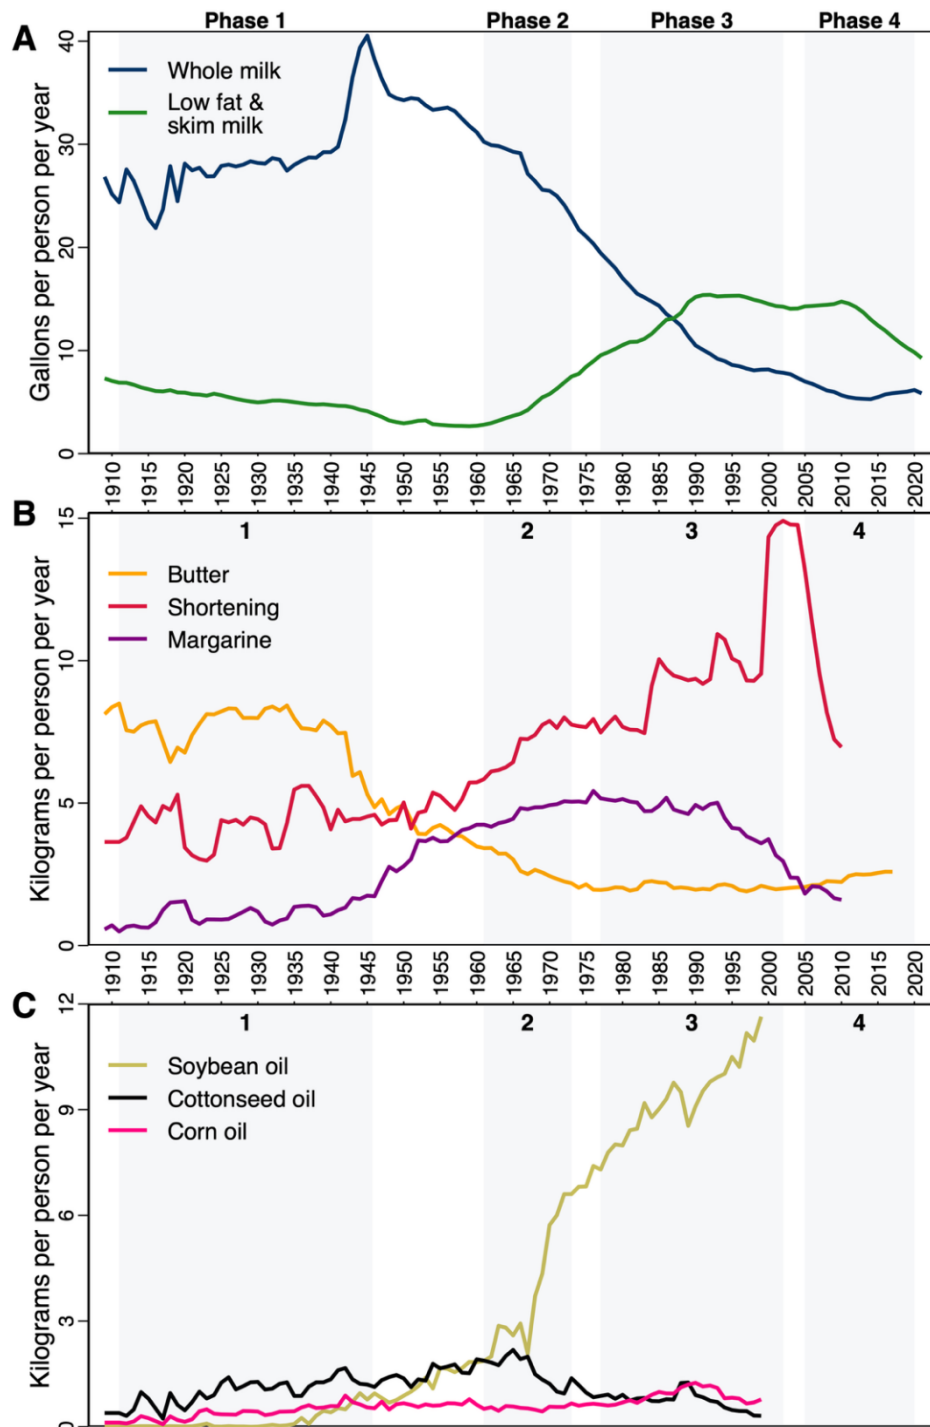 Phase 1 Phase 2 Phase 3 Phase 4
A
Gallons per person per year
40
30
20
10
0
Whole milk
Low fat &
skim milk
1910 1915 1920 1925 1930 1935 1940 1945 1950 1955 1960 1965 1970 1975 1980 1985 1990 1995 2000 2005 2010 2015 2020
B
1 2 3 4
Kilograms per person per year
15
10
5
0
Butter
Shortening
Margarine
1910 1915 1920 1925 1930 1935 1940 1945 1950 1955 1960 1965 1970 1975 1980 1985 1990 1995 2000 2005 2010 2015 2020
C
1 2 3 4
Kilograms per person per year
12
9
6
3
0
Soybean oil
Cottonseed oil
Corn oil